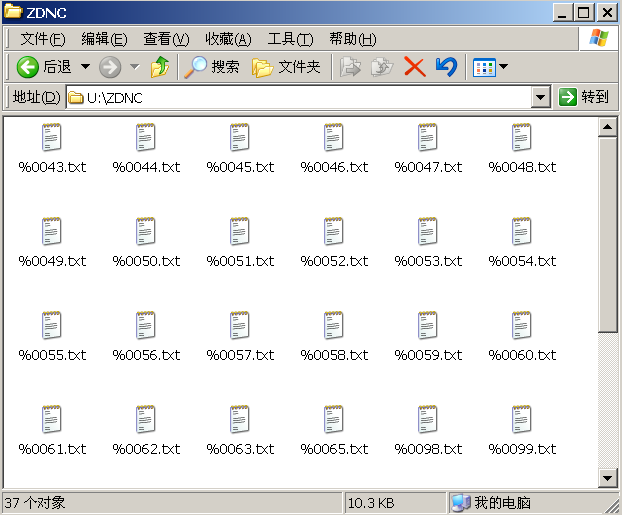 ZDNC
文件(F) 编辑(E) 查看(V) 收藏(A) 工具(T) 帮助(H)
后退 搜索 文件夹
地址(D) U:\ZDNC 转到
%0043.txt %0044.txt %0045.txt %0046.txt %0047.txt %0048.txt
%0049.txt %0050.txt %0051.txt %0052.txt %0053.txt %0054.txt
%0055.txt %0056.txt %0057.txt %0058.txt %0059.txt %0060.txt
%0061.txt %0062.txt %0063.txt %0065.txt %0098.txt %0099.txt
37 个对象 10.3 KB 我的电脑